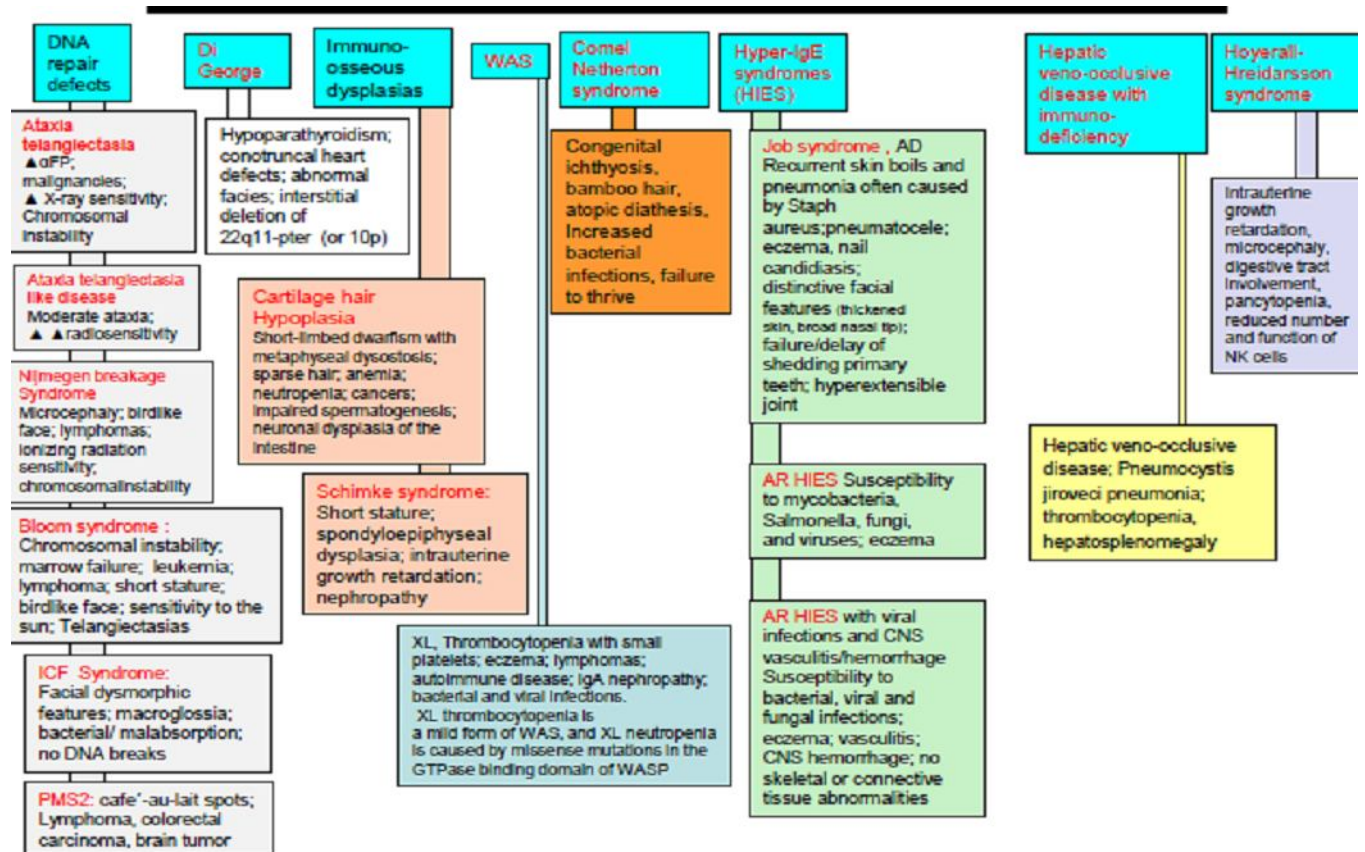 DNA
repair
defects
Ataxia
telangiectasia
▲αFP;
malignancies;
▲ X-ray sensitivity;
Chromosomal
instability
Ataxia telangiectasia
like disease
Moderate ataxia;
▲ ▲radiosensitivity
Nijmegen breakage
Syndrome
Microcephaly; birdlike
face; lymphomas;
ionizing radiation
sensitivity;
chromosomalinstability
Bloom syndrome :
Chromosomal instability;
marrow failure; leukemia;
lymphoma; short stature;
birdlike face; sensitivity to the
sun; Telangiectasias
ICF Syndrome:
Facial dysmorphic
features; macroglossia;
bacterial/ malabsorption;
no DNA breaks
PMS2: cafe´-au-lait spots;
Lymphoma, colorectal
carcinoma, brain tumor
Di
George
Hypoparathyroidism;
conotruncal heart
defects; abnormal
facies; interstitial
deletion of
22q11-pter (or 10p)
Immuno-
osseous
dysplasias
Cartilage hair
Hypoplasia
Short-limbed dwarfism with
metaphyseal dysostosis;
sparse hair; anemia;
neutropenia; cancers;
impaired spermatogenesis;
neuronal dysplasia of the
intestine
Schimke syndrome:
Short stature;
spondyloepiphyseal
dysplasia; intrauterine
growth retardation;
nephropathy
WAS
XL, Thrombocytopenia with small
platelets; eczema; lymphomas;
autoimmune disease; IgA nephropathy;
bacterial and viral infections.
XL thrombocytopenia is
a mild form of WAS, and XL neutropenia
is caused by missense mutations in the
GTPase binding domain of WASP
Comel
Netherton
syndrome
Congenital
ichthyosis,
bamboo hair,
atopic diathesis,
Increased
bacterial
infections, failure
to thrive
Hyper-IgE
syndromes
(HIES)
Job syndrome , AD
Recurrent skin boils and
pneumonia often caused
by Staph
aureus;pneumatocele;
eczema, nail
candidiasis;
distinctive facial
features (thickened
skin, broad nasal tip);
failure/delay of
shedding primary
teeth; hyperextensible
joint
AR HIES Susceptibility
to mycobacteria,
Salmonella, fungi,
and viruses; eczema
AR HIES with viral
infections and CNS
vasculitis/hemorrhage
Susceptibility to
bacterial, viral and
fungal infections;
eczema; vasculitis;
CNS hemorrhage; no
skeletal or connective
tissue abnormalities
Hepatic
veno-occlusive
disease with
immuno-
deficiency
Hepatic veno-occlusive
disease; Pneumocystis
jiroveci pneumonia;
thrombocytopenia,
hepatosplenomegaly
Hoyerall-
Hreidarsson
syndrome
Intrauterine
growth
retardation,
microcephaly,
digestive tract
involvement,
pancytopenia,
reduced number
and function of
NK cells